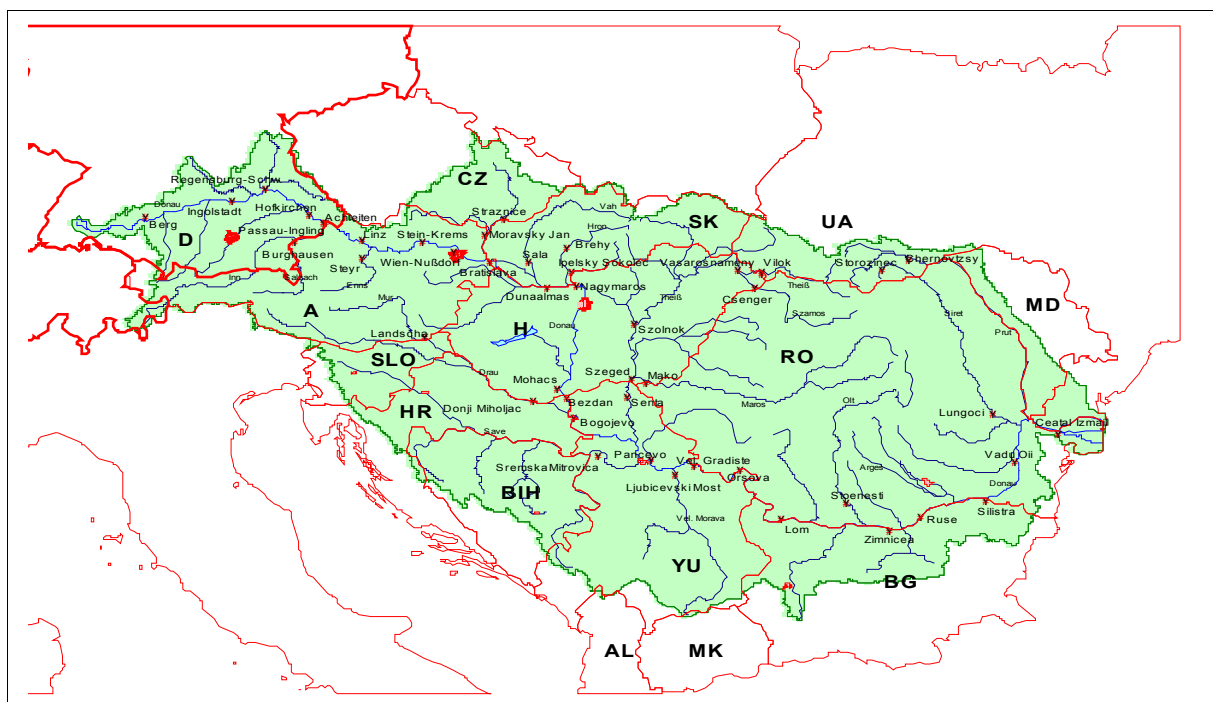 CZ
Regensburg-Schw.
Donau
Ingolstadt
Hofkirchen
Achleiten
Berg
D
Passau-Ingling
Burghausen
Inn
Salzach
Linz
Stein-Krems
Steyr
Enns
Wien-Nußdorf
Straznice
Moravsky Jan
Bratislava
Sala
Vah
Hron
Brehy
Ipelsky Sokolec
SK
UA
Vasarosnameny
Vilok
Storozinec
Chernovtzsy
MD
Nagymaros
Dunaalmas
Theiß
Csenger
Theiß
Szamos
Siret
Prut
A
Mur
Landscha
H
Donau
Szolnok
RO
SLO
Drau
Mohacs
Szeged
Mako
Maros
Olt
HR
Donji Miholjac
Bezdan
Senta
Bogojevo
Lungoci
Ceatal Izmail
Save
Sremska Mitrovica
Pancevo
Vel. Gradiste
Orsova
Ljubicevski Most
Arges
Vadu Oii
Donau
BIH
Stoenesti
Silistra
Vel. Morava
Lom
Ruse
Zimnicea
YU
BG
AL
MK